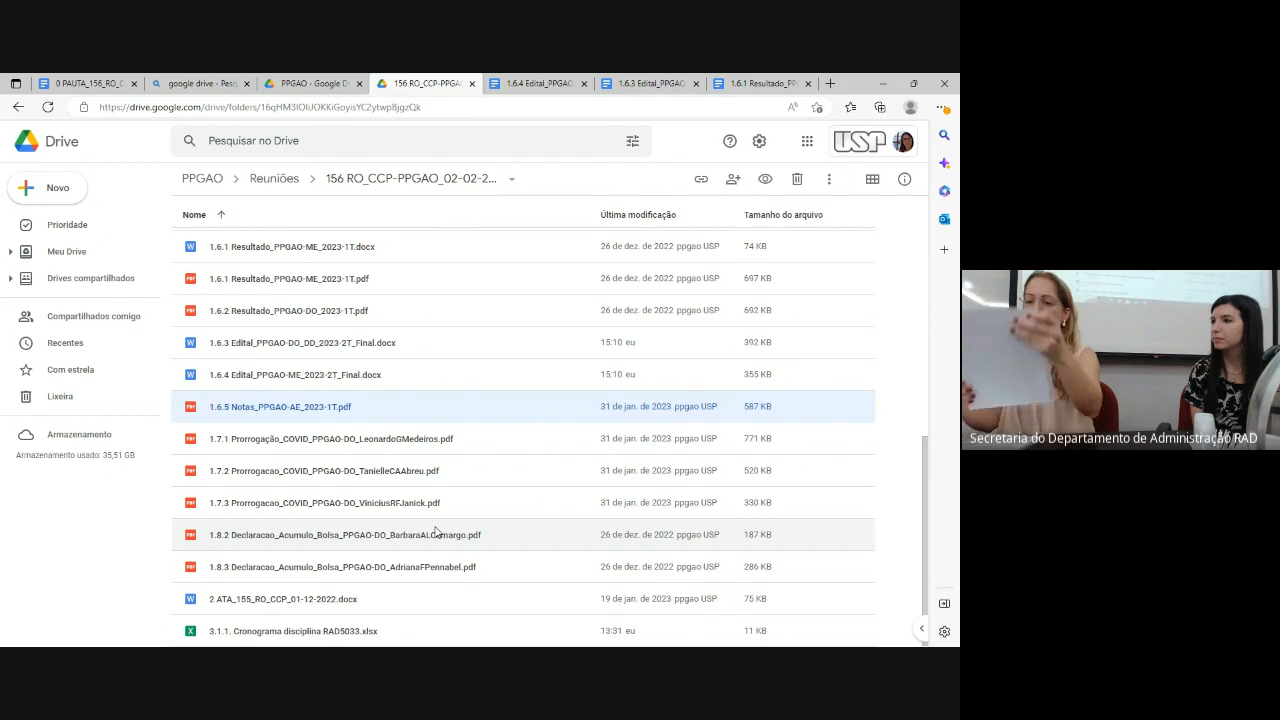 0 PAUTA_156_RO_C
google drive - Pesq
PPGAO - Google D
156 RO_CCP-PPGA
1.6.4 Edital_PPGAO
1.6.3 Edital_PPGAO
1.6.1 Resultado_PP
https://drive.google.com/drive/folders/16qHM3IOIiJOKKiGoyisYC2ytwp8jgzQk
Drive
Pesquisar no Drive
USP
Novo
PPGAO
Reuniões
156 RO_CCP-PPGAO_02-02-2...
Nome
Última modificação
Tamanho do arquivo
Prioridade
Meu Drive
Drives compartilhados
Compartilhados comigo
Recentes
Com estrela
Lixeira
Armazenamento
Armazenamento usado: 35,51 GB
1.6.1 Resultado_PPGAO-ME_2023-1T.docx 26 de dez. de 2022 ppgao USP 74 KB
1.6.1 Resultado_PPGAO-ME_2023-1T.pdf 26 de dez. de 2022 ppgao USP 697 KB
1.6.2 Resultado_PPGAO-DO_2023-1T.pdf 26 de dez. de 2022 ppgao USP 692 KB
1.6.3 Edital_PPGAO-DO_DD_2023-2T_Final.docx 15:10 eu 392 KB
1.6.4 Edital_PPGAO-ME_2023-2T_Final.docx 15:10 eu 355 KB
1.6.5 Notas_PPGAO-AE_2023-1T.pdf 31 de jan. de 2023 ppgao USP 587 KB
1.7.1 Prorrogação_COVID_PPGAO-DO_LeonardoGMedeiros.pdf 31 de jan. de 2023 ppgao USP 771 KB
1.7.2 Prorrogacao_COVID_PPGAO-DO_TanielleCAAbreu.pdf 31 de jan. de 2023 ppgao USP 520 KB
1.7.3 Prorrogacao_COVID_PPGAO-DO_ViniciusRFJanick.pdf 31 de jan. de 2023 ppgao USP 330 KB
1.8.2 Declaracao_Acumulo_Bolsa_PPGAO-DO_BarbaraALCamargo.pdf 26 de dez. de 2022 ppgao USP 187 KB
1.8.3 Declaracao_Acumulo_Bolsa_PPGAO-DO_AdrianaFPennabel.pdf 26 de dez. de 2022 ppgao USP 286 KB
2 ATA_155_RO_CCP_01-12-2022.docx 19 de jan. de 2023 ppgao USP 75 KB
3.1.1. Cronograma disciplina RAD5033.xlsx 13:31 eu 11 KB
Secretaria do Departamento de Administração RAD